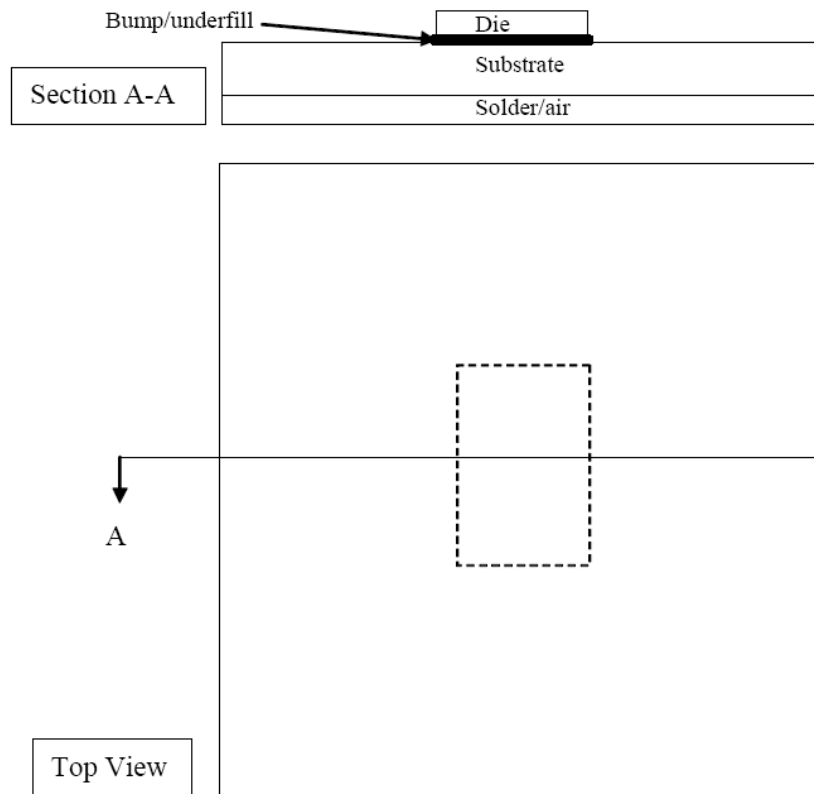 Bump/underfill
Die
Substrate
Section A-A
Solder/air
A
Top View